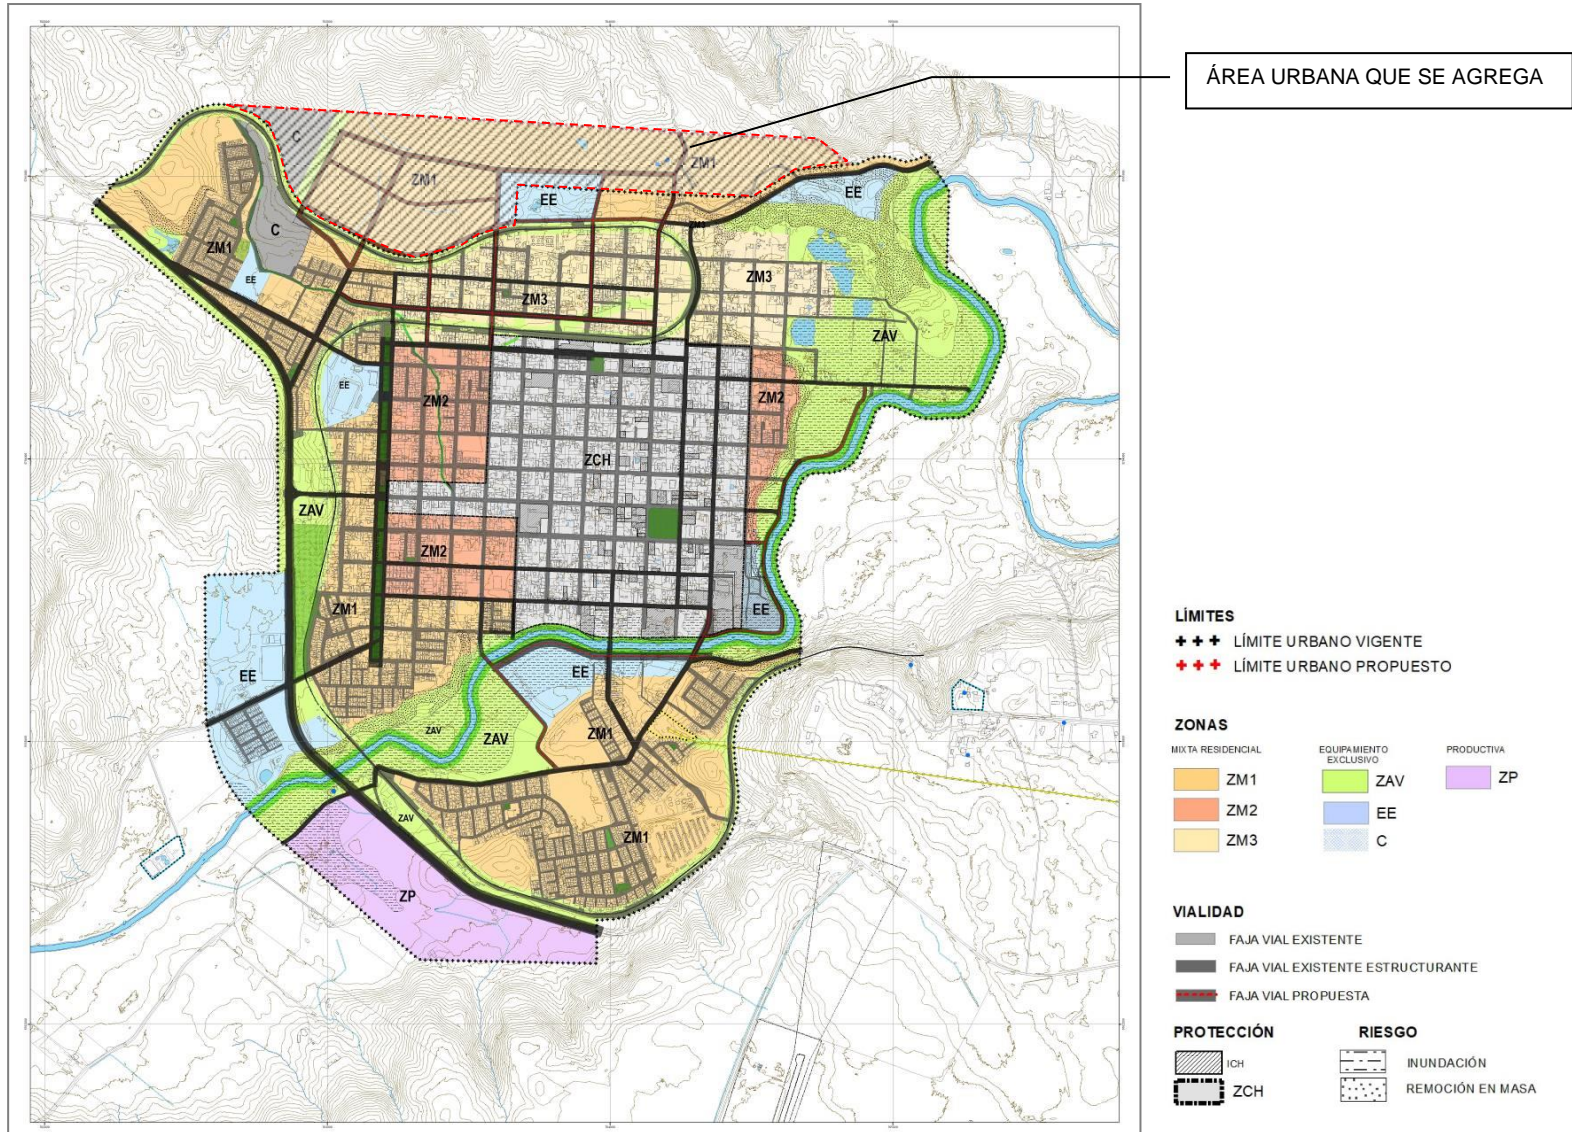 ÁREA URBANA QUE SE AGREGA
C
ZM1
ZM1
EE
EE
C
ZM1
EE
ZM3
ZM3
ZM3
ZAV
EE
ZM2
ZM2
ZCH
ZAV
ZM2
ZM1
EE
EE
EE
ZAV
ZAV
ZM1
ZAV
ZM1
ZP
LÍMITES
LÍMITE URBANO VIGENTE
LÍMITE URBANO PROPUESTO
ZONAS
MIXTA RESIDENCIAL
EQUIPAMIENTO
EXCLUSIVO
PRODUCTIVA
ZM1
ZAV
ZP
ZM2
EE
ZM3
C
VIALIDAD
FAJA VIAL EXISTENTE
FAJA VIAL EXISTENTE ESTRUCTURANTE
FAJA VIAL PROPUESTA
PROTECCIÓN
RIESGO
ICH
INUNDACIÓN
ZCH
REMOCIÓN EN MASA